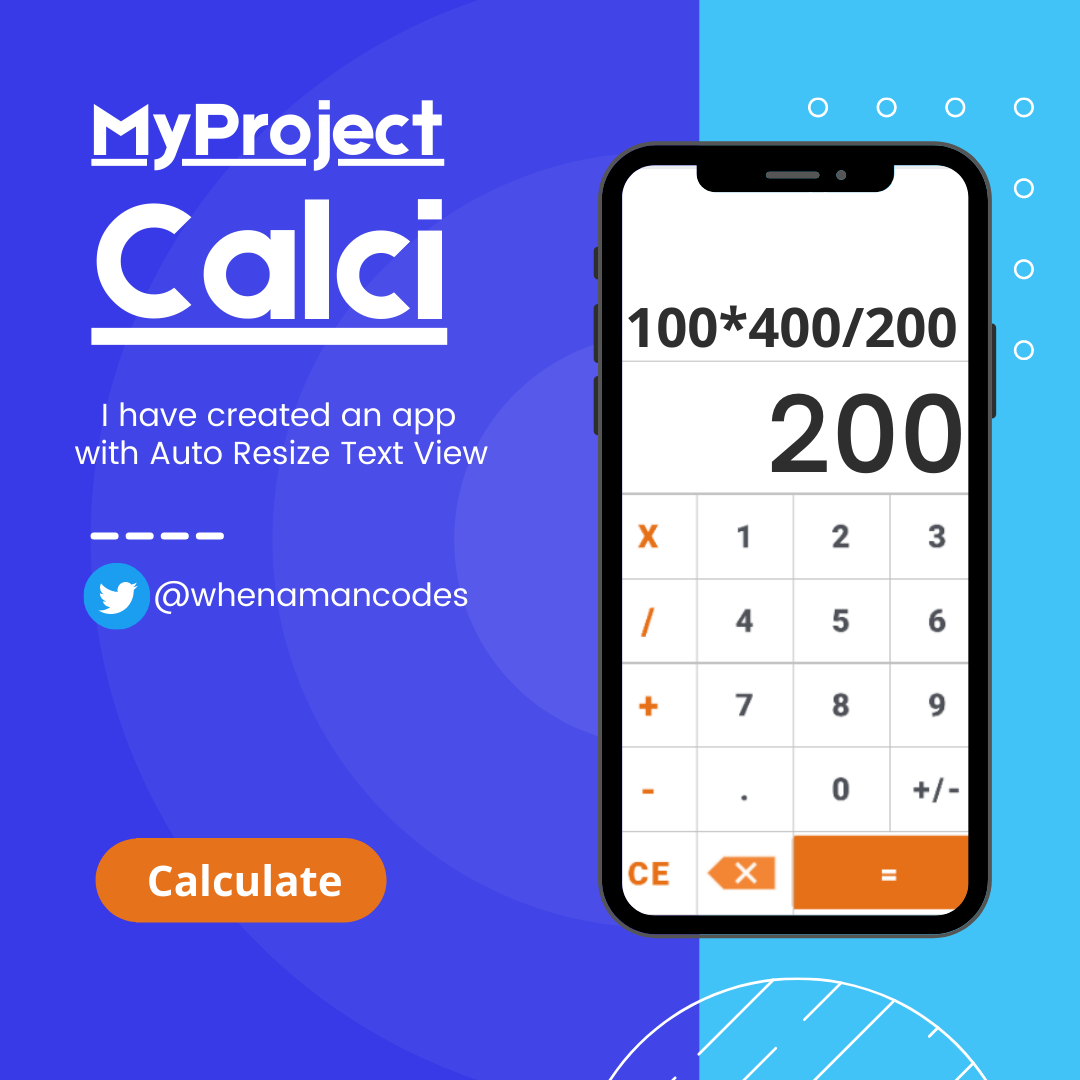 MyProject
Calci
I have created an app
with Auto Resize Text View
@whenamancodes
Calculate
100*400/200
200
X 1 2 3
/ 4 5 6
+ 7 8 9
- . 0 +/-
CE =